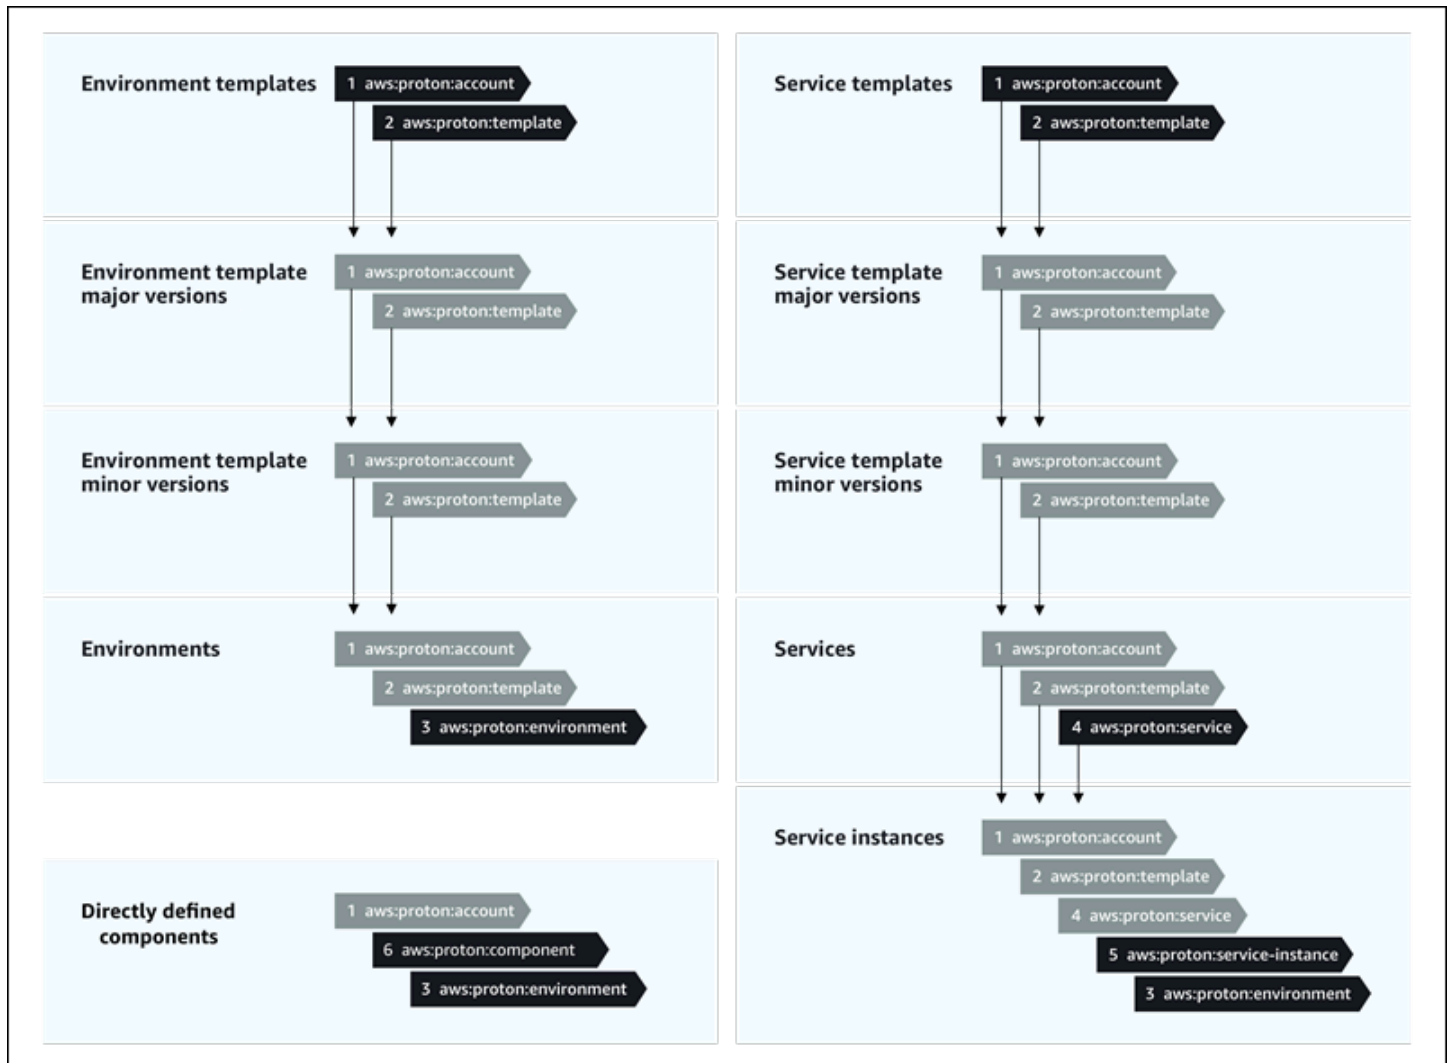 Environment templates
1 aws:proton:account
2 aws:proton:template
Environment template
major versions
1 aws:proton:account
2 aws:proton:template
Environment template
minor versions
1 aws:proton:account
2 aws:proton:template
Environments
1 aws:proton:account
2 aws:proton:template
3 aws:proton:environment
Directly defined
components
1 aws:proton:account
6 aws:proton:component
3 aws:proton:environment
Service templates
1 aws:proton:account
2 aws:proton:template
Service template
major versions
1 aws:proton:account
2 aws:proton:template
Service template
minor versions
1 aws:proton:account
2 aws:proton:template
Services
1 aws:proton:account
2 aws:proton:template
4 aws:proton:service
Service instances
1 aws:proton:account
2 aws:proton:template
4 aws:proton:service
5 aws:proton:service-instance
3 aws:proton:environment